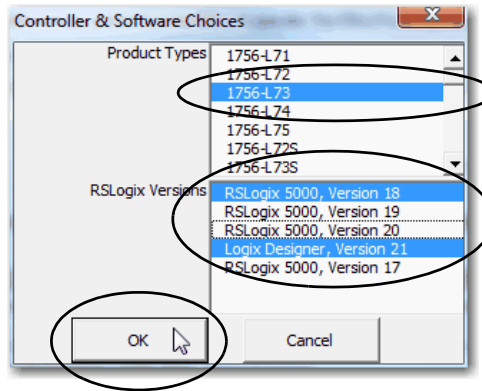 Controller & Software Choices
Product Types
1756-L71
1756-L72
1756-L73
1756-L74
1756-L75
1756-L72S
1756-L73S
RSLogix Versions
RSLogix 5000, Version 18
RSLogix 5000, Version 19
RSLogix 5000, Version 20
Logix Designer, Version 21
RSLogix 5000, Version 17
OK
Cancel